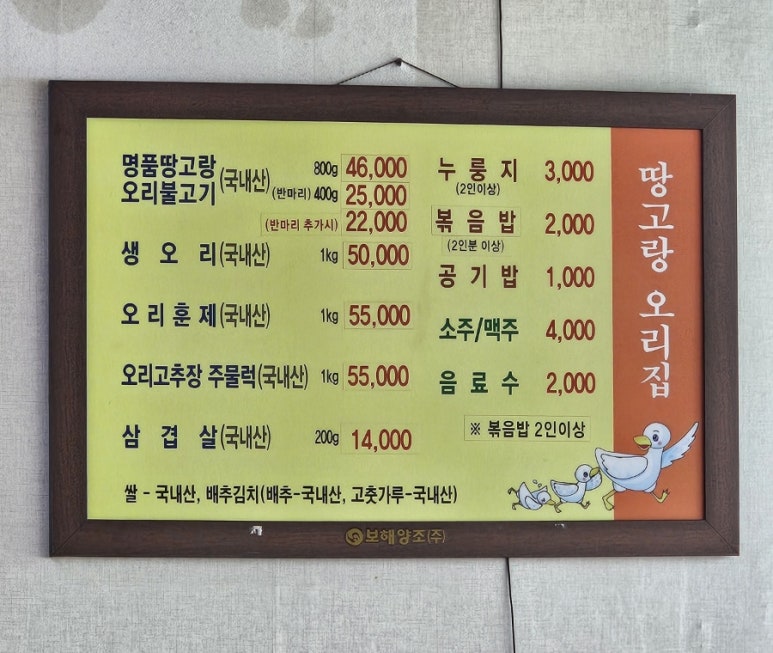 명품땅고랑 오리불고기 (국내산) 800g 46,000
(반마리) 400g 25,000
(반마리 추가시) 22,000
생 오 리 (국내산) 1kg 50,000
오 리 훈 제 (국내산) 1kg 55,000
오리고추장 주물럭 (국내산) 1kg 55,000
삼 겹 살 (국내산) 200g 14,000
누 룽 지 3,000
(2인이상)
볶 음 밥 2,000
(2인분 이상)
공 기 밥 1,000
소주/맥주 4,000
음 료 수 2,000
※ 볶음밥 2인이상
쌀 - 국내산, 배추김치(배추-국내산, 고춧가루-국내산)
땅고랑 오리집
보해양조(주)